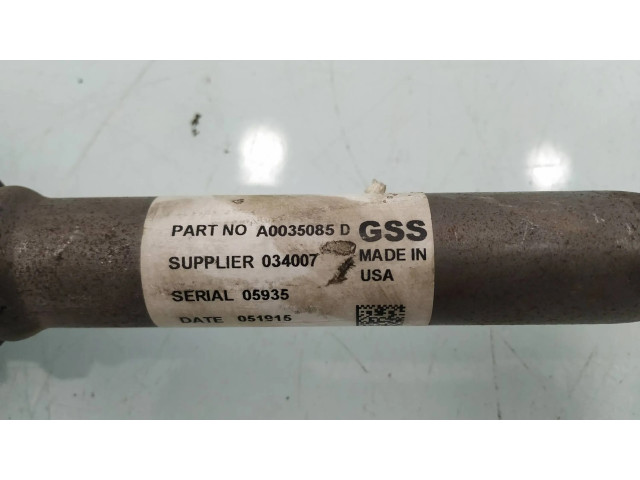 PART NO A0035085 D GSS
SUPPLIER 034007 MADE IN
USA
SERIAL 05935
DATE 051915